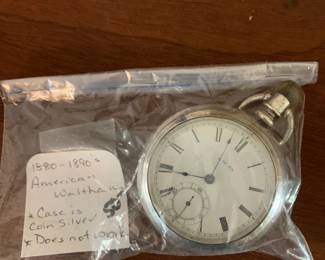 1880-1890's
American
Waltham
* Case is
Coin Silver
* Does not work